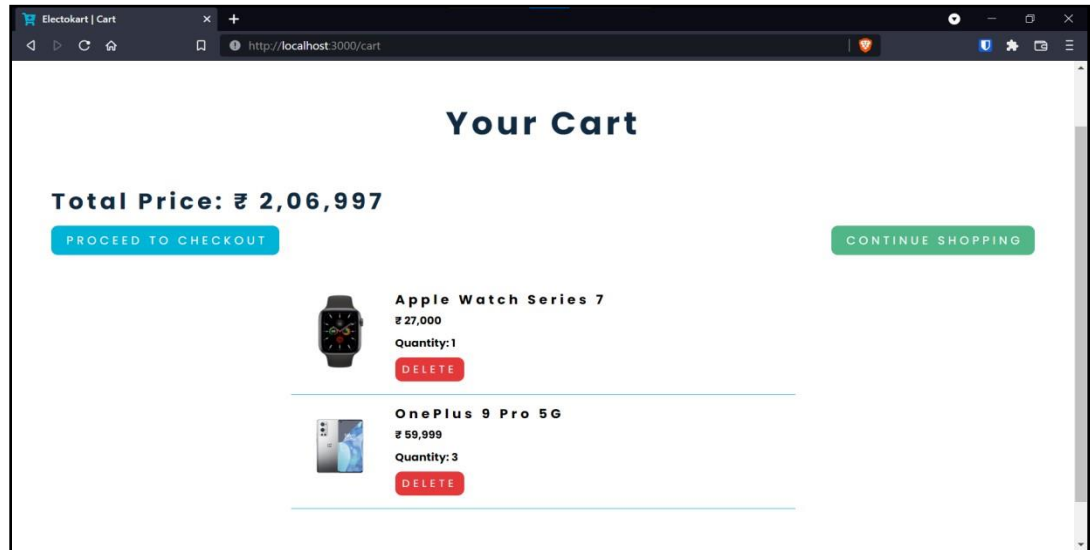 Electokart | Cart
http://localhost:3000/cart
Your Cart
Total Price: ₹ 2,06,997
PROCEED TO CHECKOUT
CONTINUE SHOPPING
Apple Watch Series 7
₹ 27,000
Quantity: 1
DELETE
OnePlus 9 Pro 5G
₹ 59,999
Quantity: 3
DELETE